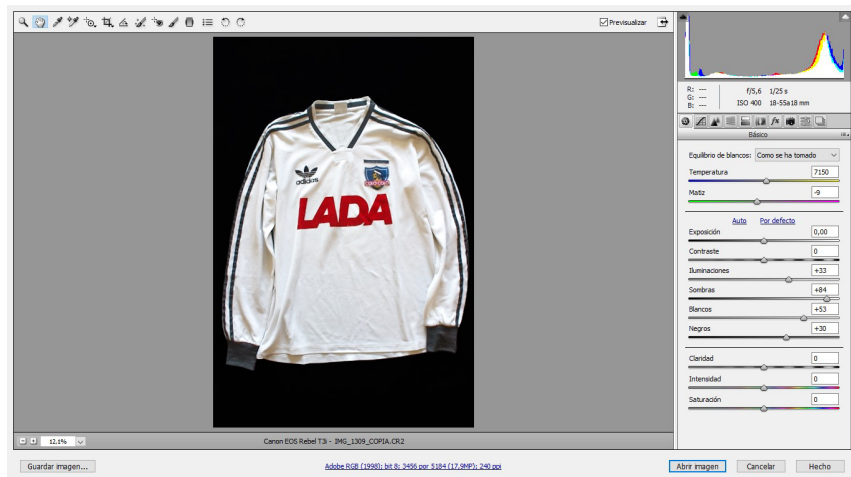 Previsualizar
R: ---
G: ---
B: ---
f/5,6 1/25 s
ISO 400 18-55a18 mm
fx
Básico
Equilibrio de blancos: Como se ha tomado
Temperatura 7150
Matiz -9
Auto Por defecto
Exposición 0,00
Contraste 0
Iluminaciones +33
Sombras +84
Blancos +53
Negros +30
Claridad 0
Intensidad 0
Saturación 0
adidas
LADA
12,1%
Canon EOS Rebel T3i - IMG_1309_COPIA.CR2
Guardar imagen...
Adobe RGB (1998); bit 8; 3456 por 5184 (17,9MP); 240 ppi
Abrir imagen Cancelar Hecho